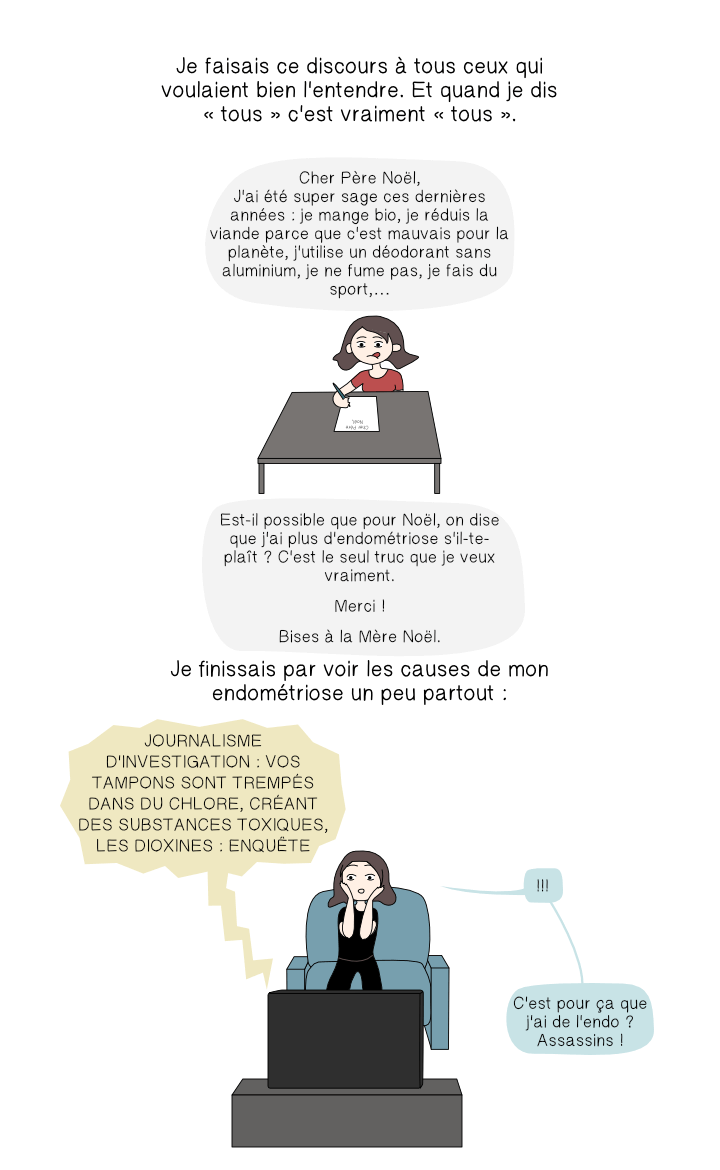 Je faisais ce discours à tous ceux qui
voulaient bien l'entendre. Et quand je dis
« tous » c'est vraiment « tous ».
Cher Père Noël,
J'ai été super sage ces dernières
années : je mange bio, je réduis la
viande parce que c'est mauvais pour la
planète, j'utilise un déodorant sans
aluminium, je ne fume pas, je fais du
sport,...
Cher Père
Noël,
Est-il possible que pour Noël, on dise
que j'ai plus d'endométriose s'il-te-
plaît ? C'est le seul truc que je veux
vraiment.
Merci !
Bises à la Mère Noël.
Je finissais par voir les causes de mon
endométriose un peu partout :
JOURNALISME
D'INVESTIGATION : VOS
TAMPONS SONT TREMPÉS
DANS DU CHLORE, CRÉANT
DES SUBSTANCES TOXIQUES,
LES DIOXINES : ENQUÊTE
!!!
C'est pour ça que
j'ai de l'endo ?
Assassins !